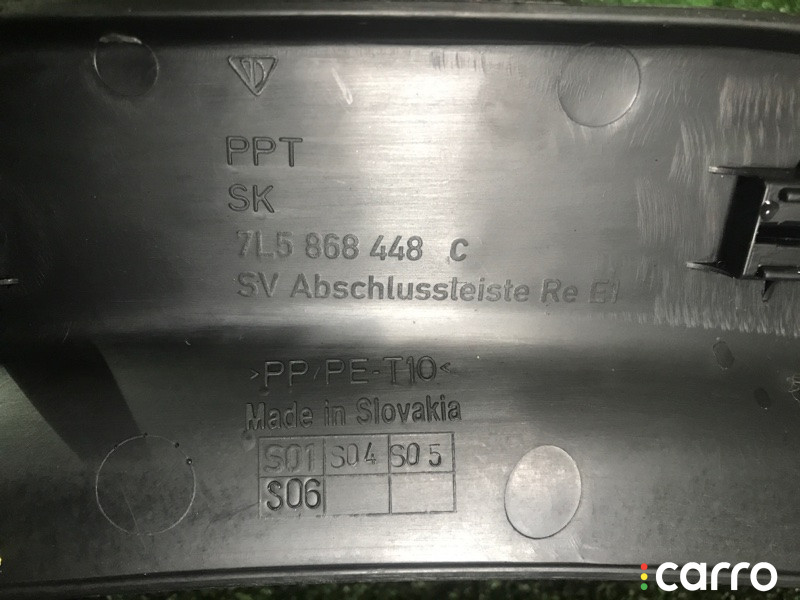 PPT
SK
7L5 868 448 C
SV Abschlussleiste Re El
>PP/PE-T10<
Made in Slovakia
S01 S04 S05
S06
carro